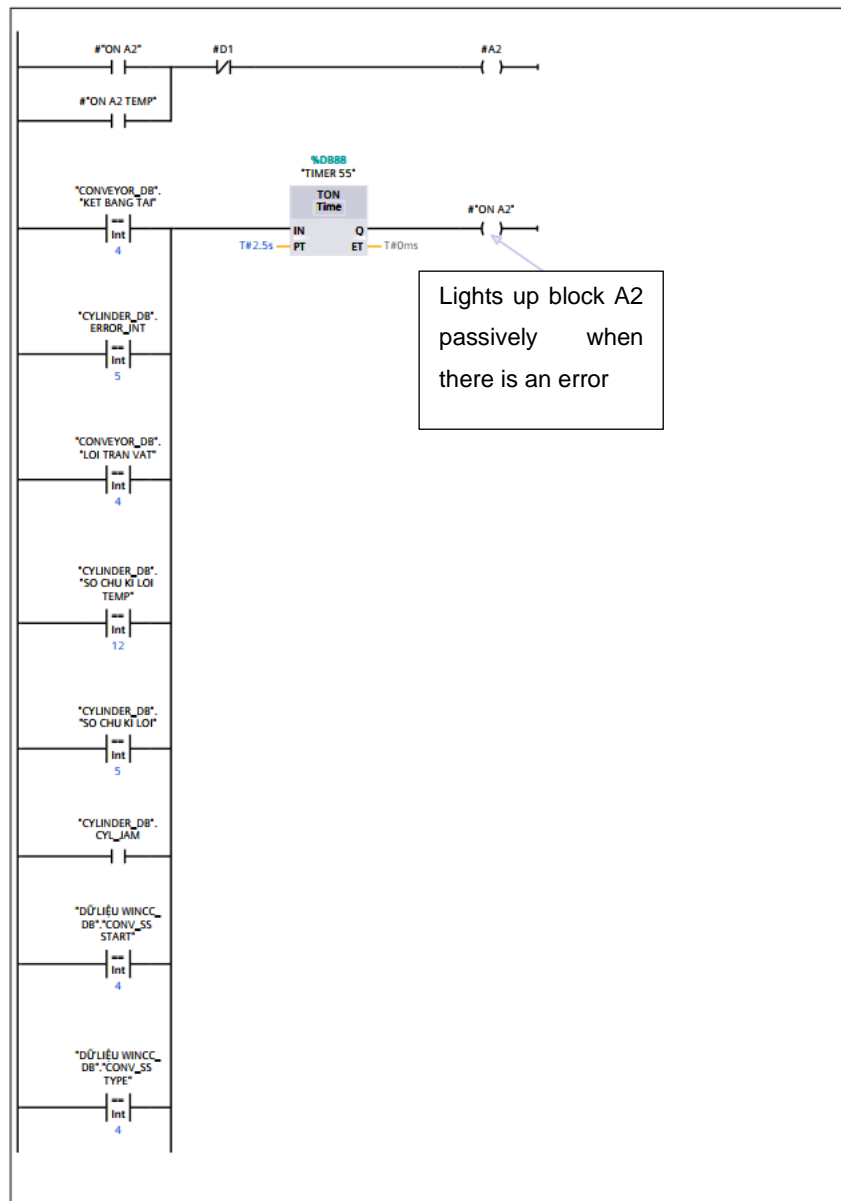 #"ON A2" #D1 #A2
#"ON A2 TEMP"
%DB88
"TIMER 55"
TON
Time
"CONVEYOR_DB".
"KET BANG TAI"
==
Int
4
IN Q
T#2.5s PT ET T#0ms
#"ON A2"
Lights up block A2
passively when
there is an error
"CYLINDER_DB".
ERROR_INT
==
Int
5
"CONVEYOR_DB".
"LOI TRAN VAT"
==
Int
4
"CYLINDER_DB".
"SO CHU KI LOI
TEMP"
==
Int
12
"CYLINDER_DB".
"SO CHU KI LOI"
==
Int
5
"CYLINDER_DB".
CYL_JAM
"DỮ LIỆU WINCC_
DB"."CONV_SS
START"
==
Int
4
"DỮ LIỆU WINCC_
DB"."CONV_SS
TYPE"
==
Int
4